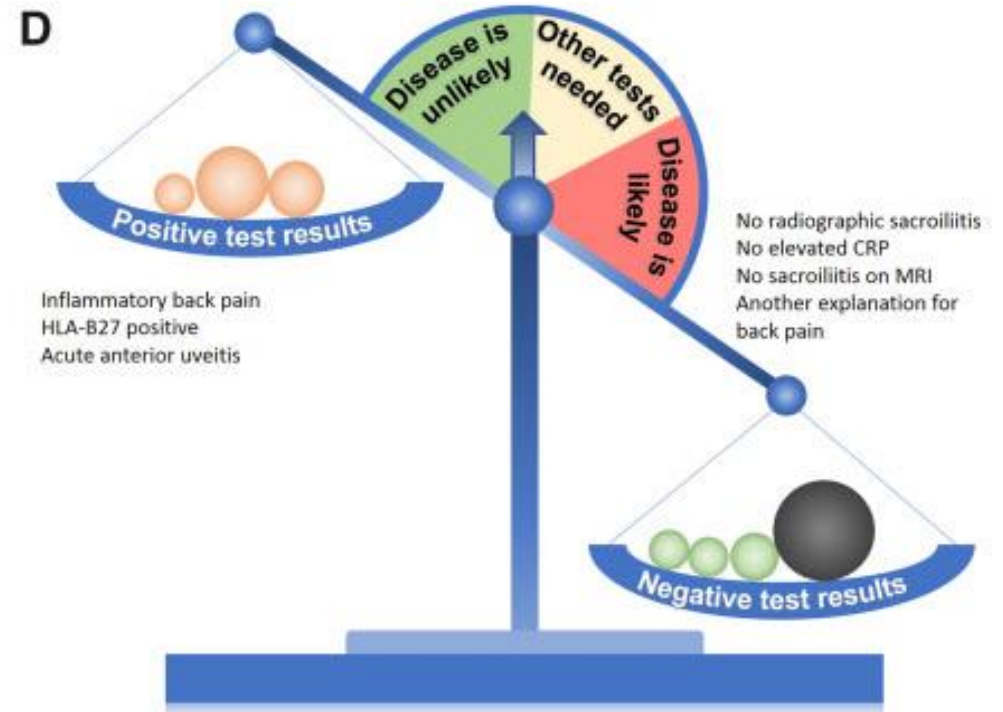 D
Disease is
unlikely
Other tests
needed
Disease is
likely
Positive test results
Inflammatory back pain
HLA-B27 positive
Acute anterior uveitis
No radiographic sacroiliitis
No elevated CRP
No sacroiliitis on MRI
Another explanation for
back pain
Negative test results